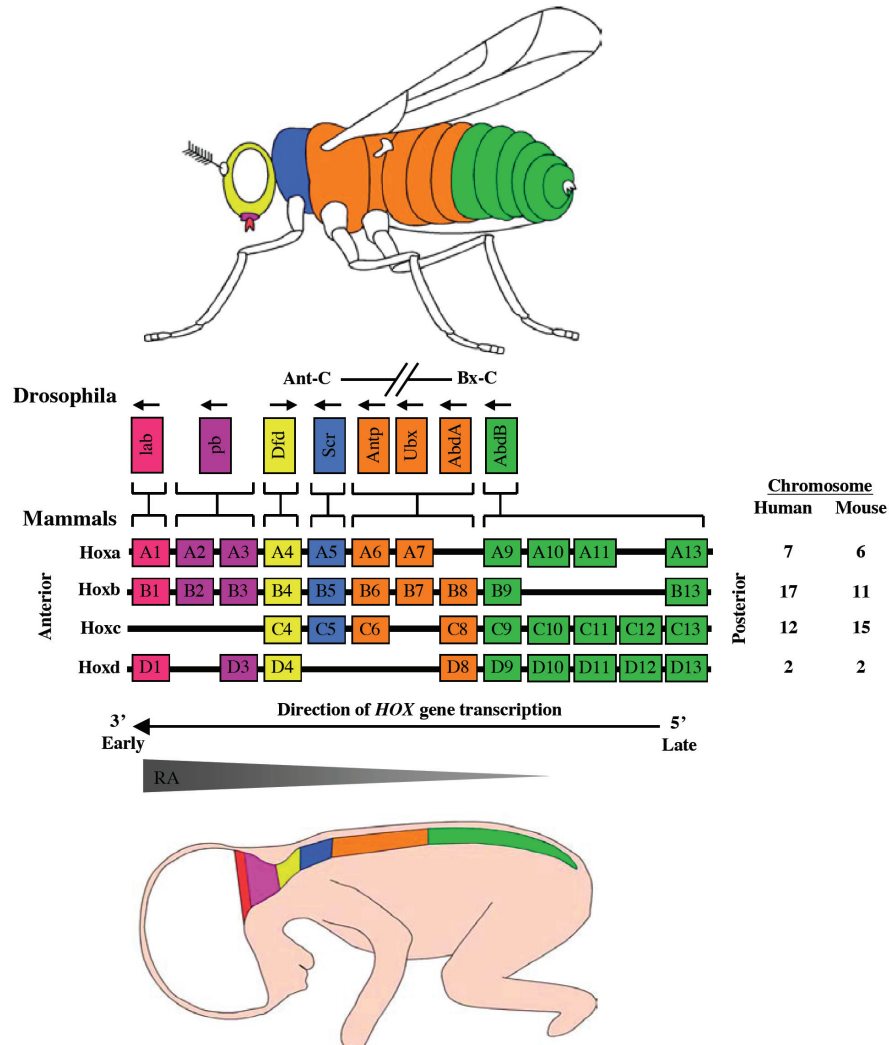 Ant-C Bx-C
Drosophila
lab pb Dfd Scr Antp Ubx AbdA AbdB
Chromosome
Mammals Human Mouse
Hoxa A1 A2 A3 A4 A5 A6 A7 A9 A10 A11 A13 7 6
Hoxb B1 B2 B3 B4 B5 B6 B7 B8 B9 B13 17 11
Hoxc C4 C5 C6 C8 C9 C10 C11 C12 C13 12 15
Hoxd D1 D3 D4 D8 D9 D10 D11 D12 D13 2 2
Anterior
Posterior
Direction of HOX gene transcription
3’ 5’
Early Late
RA